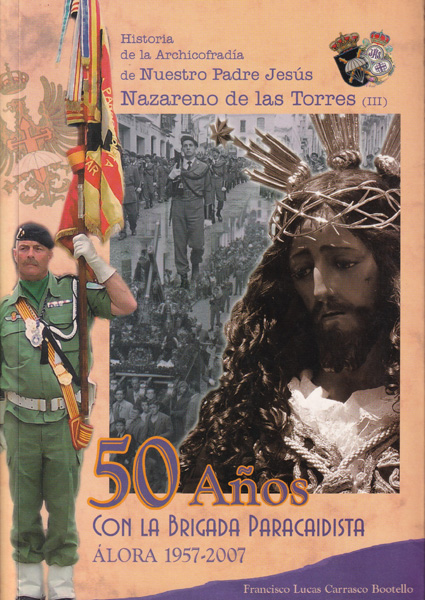 Historia
de la Archicofradía
de Nuestro Padre Jesús
Nazareno de las Torres (III)
50 Años
CON LA BRIGADA PARACAIDISTA
ÁLORA 1957-2007
Francisco Lucas Carrasco Bootello